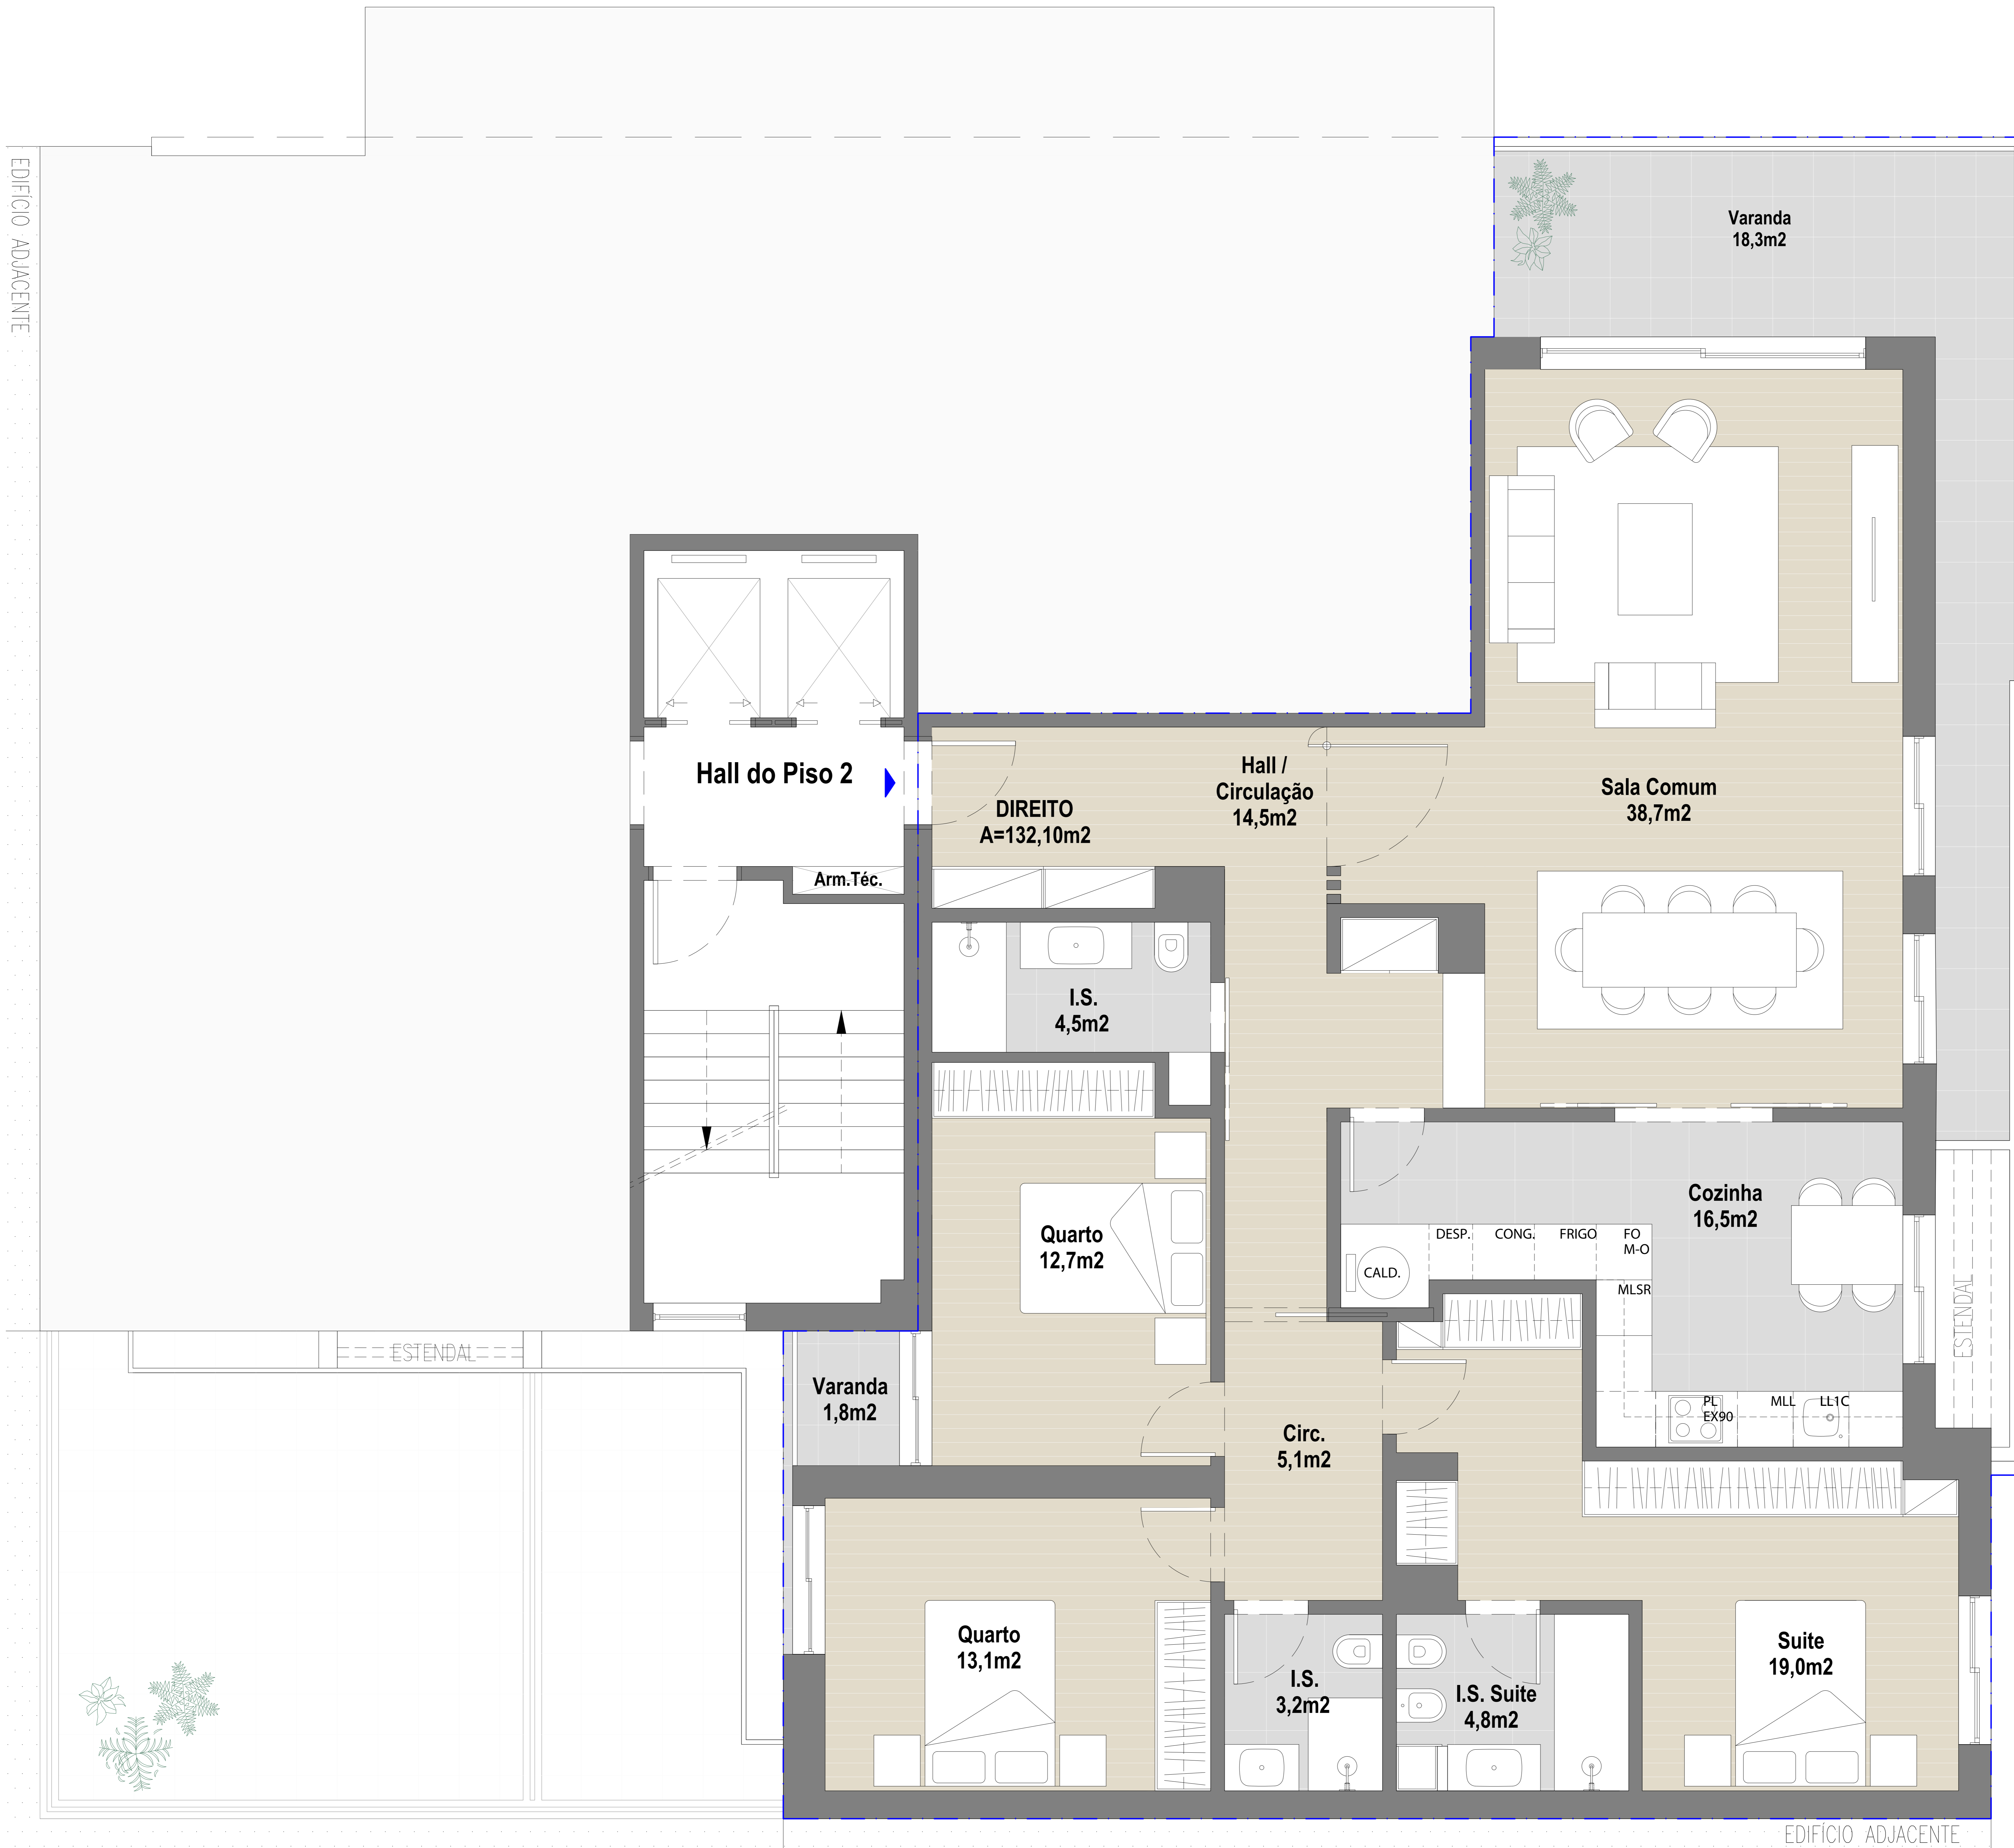 EDIFÍCIO ADJACENTE
Varanda
18,3m2
Hall do Piso 2
Hall /
Circulação
14,5m2
Sala Comum
38,7m2
DIREITO
A=132,10m2
Arm.Téc.
I.S.
4,5m2
Cozinha
16,5m2
Quarto
12,7m2
DESP.
CONG.
FRIGO
FO
M-O
CALD.
MLSR
ESTENDAL
ESTENDAL
Varanda
1,8m2
PL
EX90
MLL
LL1C
Circ.
5,1m2
Quarto
13,1m2
I.S.
3,2m2
I.S. Suite
4,8m2
Suite
19,0m2
EDIFÍCIO ADJACENTE